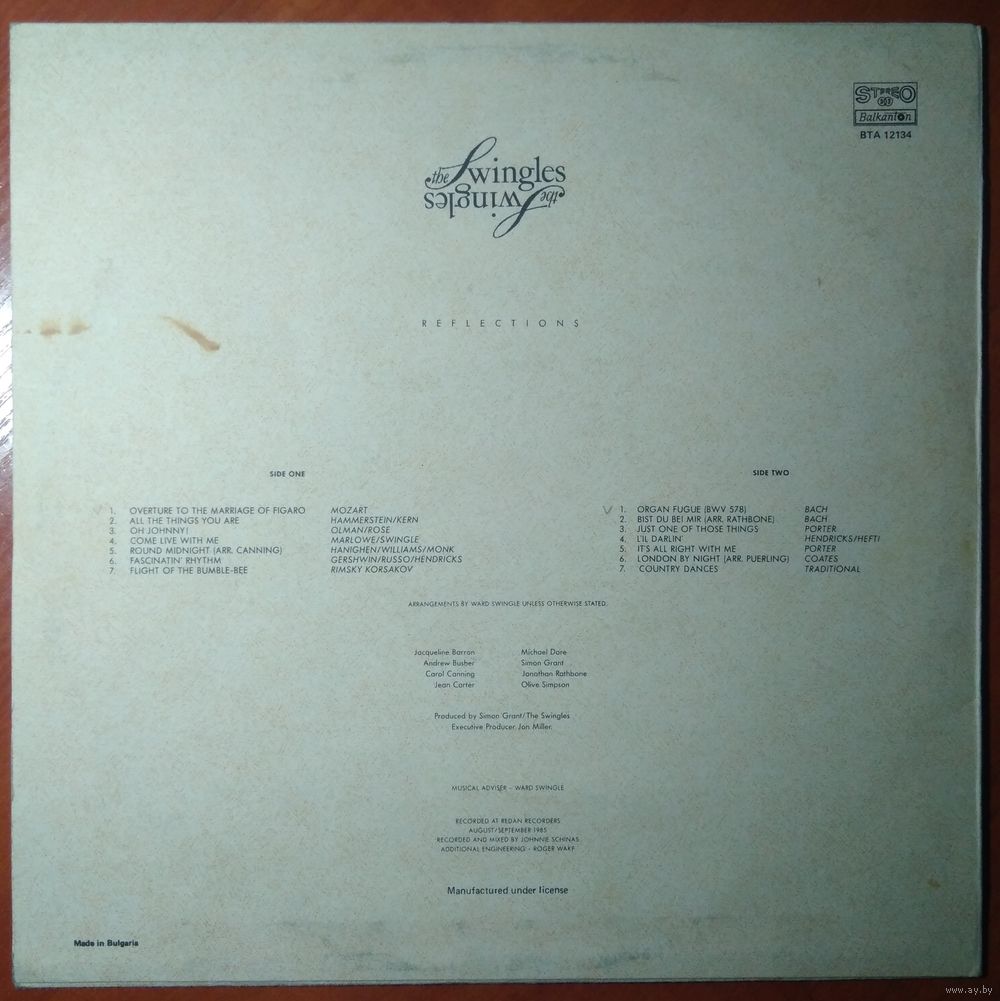 STEREO
Balkanton
BTA 12134
the Swingles
the Swingles
REFLECTIONS
SIDE ONE
1. OVERTURE TO THE MARRIAGE OF FIGARO MOZART
2. ALL THE THINGS YOU ARE HAMMERSTEIN/KERN
3. OH JOHNNY! OLMAN/ROSE
4. COME LIVE WITH ME MARLOWE/SWINGLE
5. ROUND MIDNIGHT (ARR. CANNING) HANIGHEN/WILLIAMS/MONK
6. FASCINATIN' RHYTHM GERSHWIN/RUSSO/HENDRICKS
7. FLIGHT OF THE BUMBLE-BEE RIMSKY KORSAKOV
SIDE TWO
1. ORGAN FUGUE (BWV 578) BACH
2. BIST DU BEI MIR (ARR. RATHBONE) BACH
3. JUST ONE OF THOSE THINGS PORTER
4. L'IL DARLIN' HENDRICKS/HEFTI
5. IT'S ALL RIGHT WITH ME PORTER
6. LONDON BY NIGHT (ARR. PUERLING) COATES
7. COUNTRY DANCES TRADITIONAL
ARRANGEMENTS BY WARD SWINGLE UNLESS OTHERWISE STATED.
Jacqueline Barron Michael Dore
Andrew Busher Simon Grant
Carol Canning Jonathan Rathbone
Jean Carter Olive Simpson
Produced by Simon Grant/The Swingles
Executive Producer Jon Miller.
MUSICAL ADVISER - WARD SWINGLE
RECORDED AT REDAN RECORDERS
AUGUST/SEPTEMBER 1985
RECORDED AND MIXED BY JOHNNIE SCHINAS
ADDITIONAL ENGINEERING - ROGER WAKE
Manufactured under license
Made in Bulgaria
www.ay.by